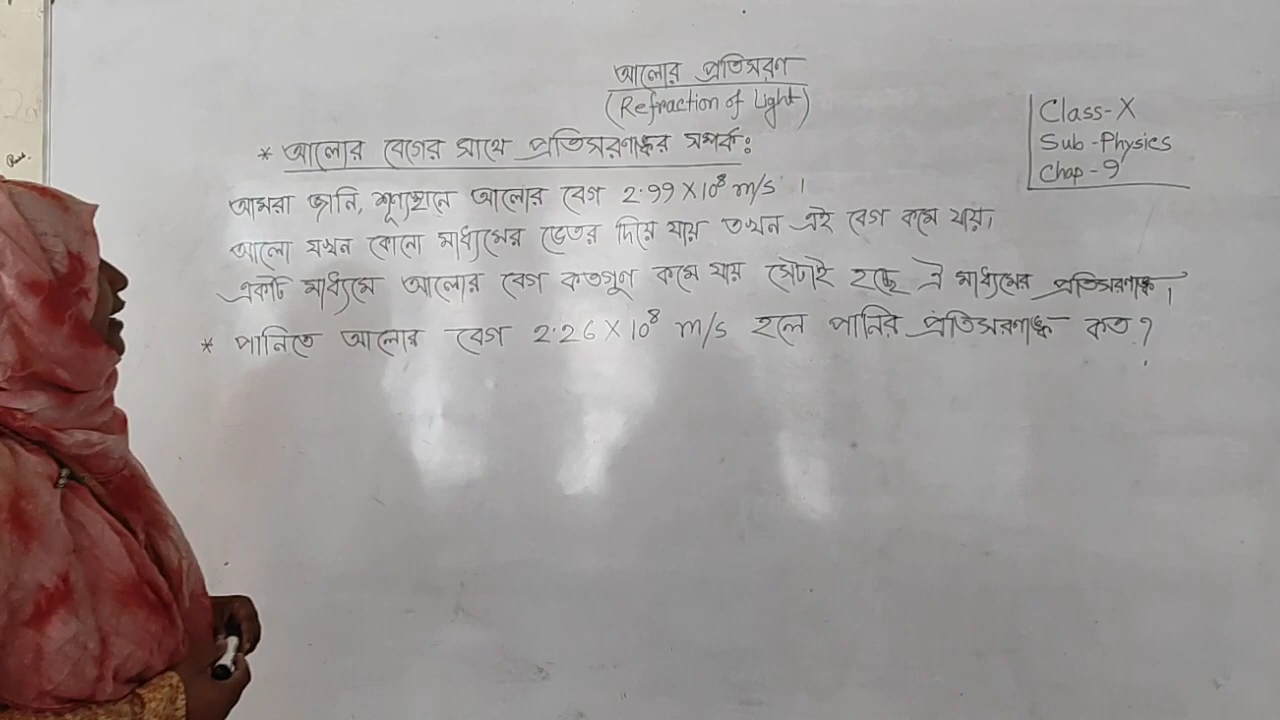 আলোর প্রতিসরণ
(Refraction of Light)
Class-X
Sub-Physics
Chap-9
* আলোর বেগের সাথে প্রতিসরণাঙ্কের সম্পর্ক:
আমরা জানি, শূণ্যস্থানে আলোর বেগ 2.99 × 10⁸ m/s ।
আলো যখন কোনো মাধ্যমের ভেতর দিয়ে যায় তখন এই বেগ কমে যায়।
একটি মাধ্যমে আলোর বেগ কতগুণ কমে যায় সেটাই হচ্ছে ঐ মাধ্যমের প্রতিসরণাঙ্ক।
* পানিতে আলোর বেগ 2.26 × 10⁸ m/s হলে পানির প্রতিসরণাঙ্ক কত?